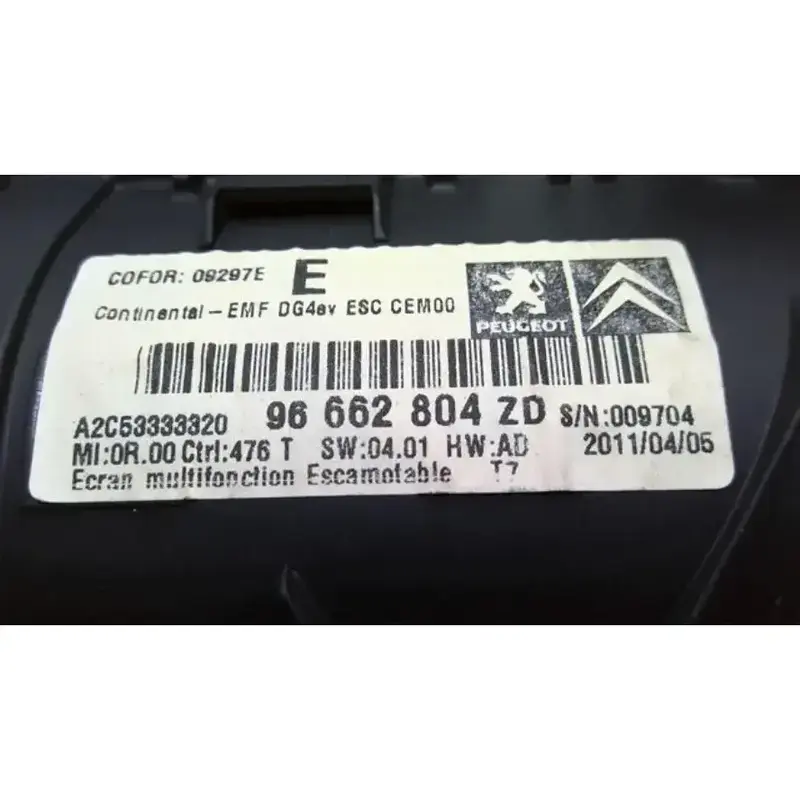 COFOR: 09297E E
Continental-EMF DG4ev ESC CEM00
PEUGEOT
A2C53333320 96 662 804 ZD S/N:009704
MI:0R.00 Ctrl:476 T SW:04.01 HW:AD 2011/04/05
Ecran multifonction Escamotable T7